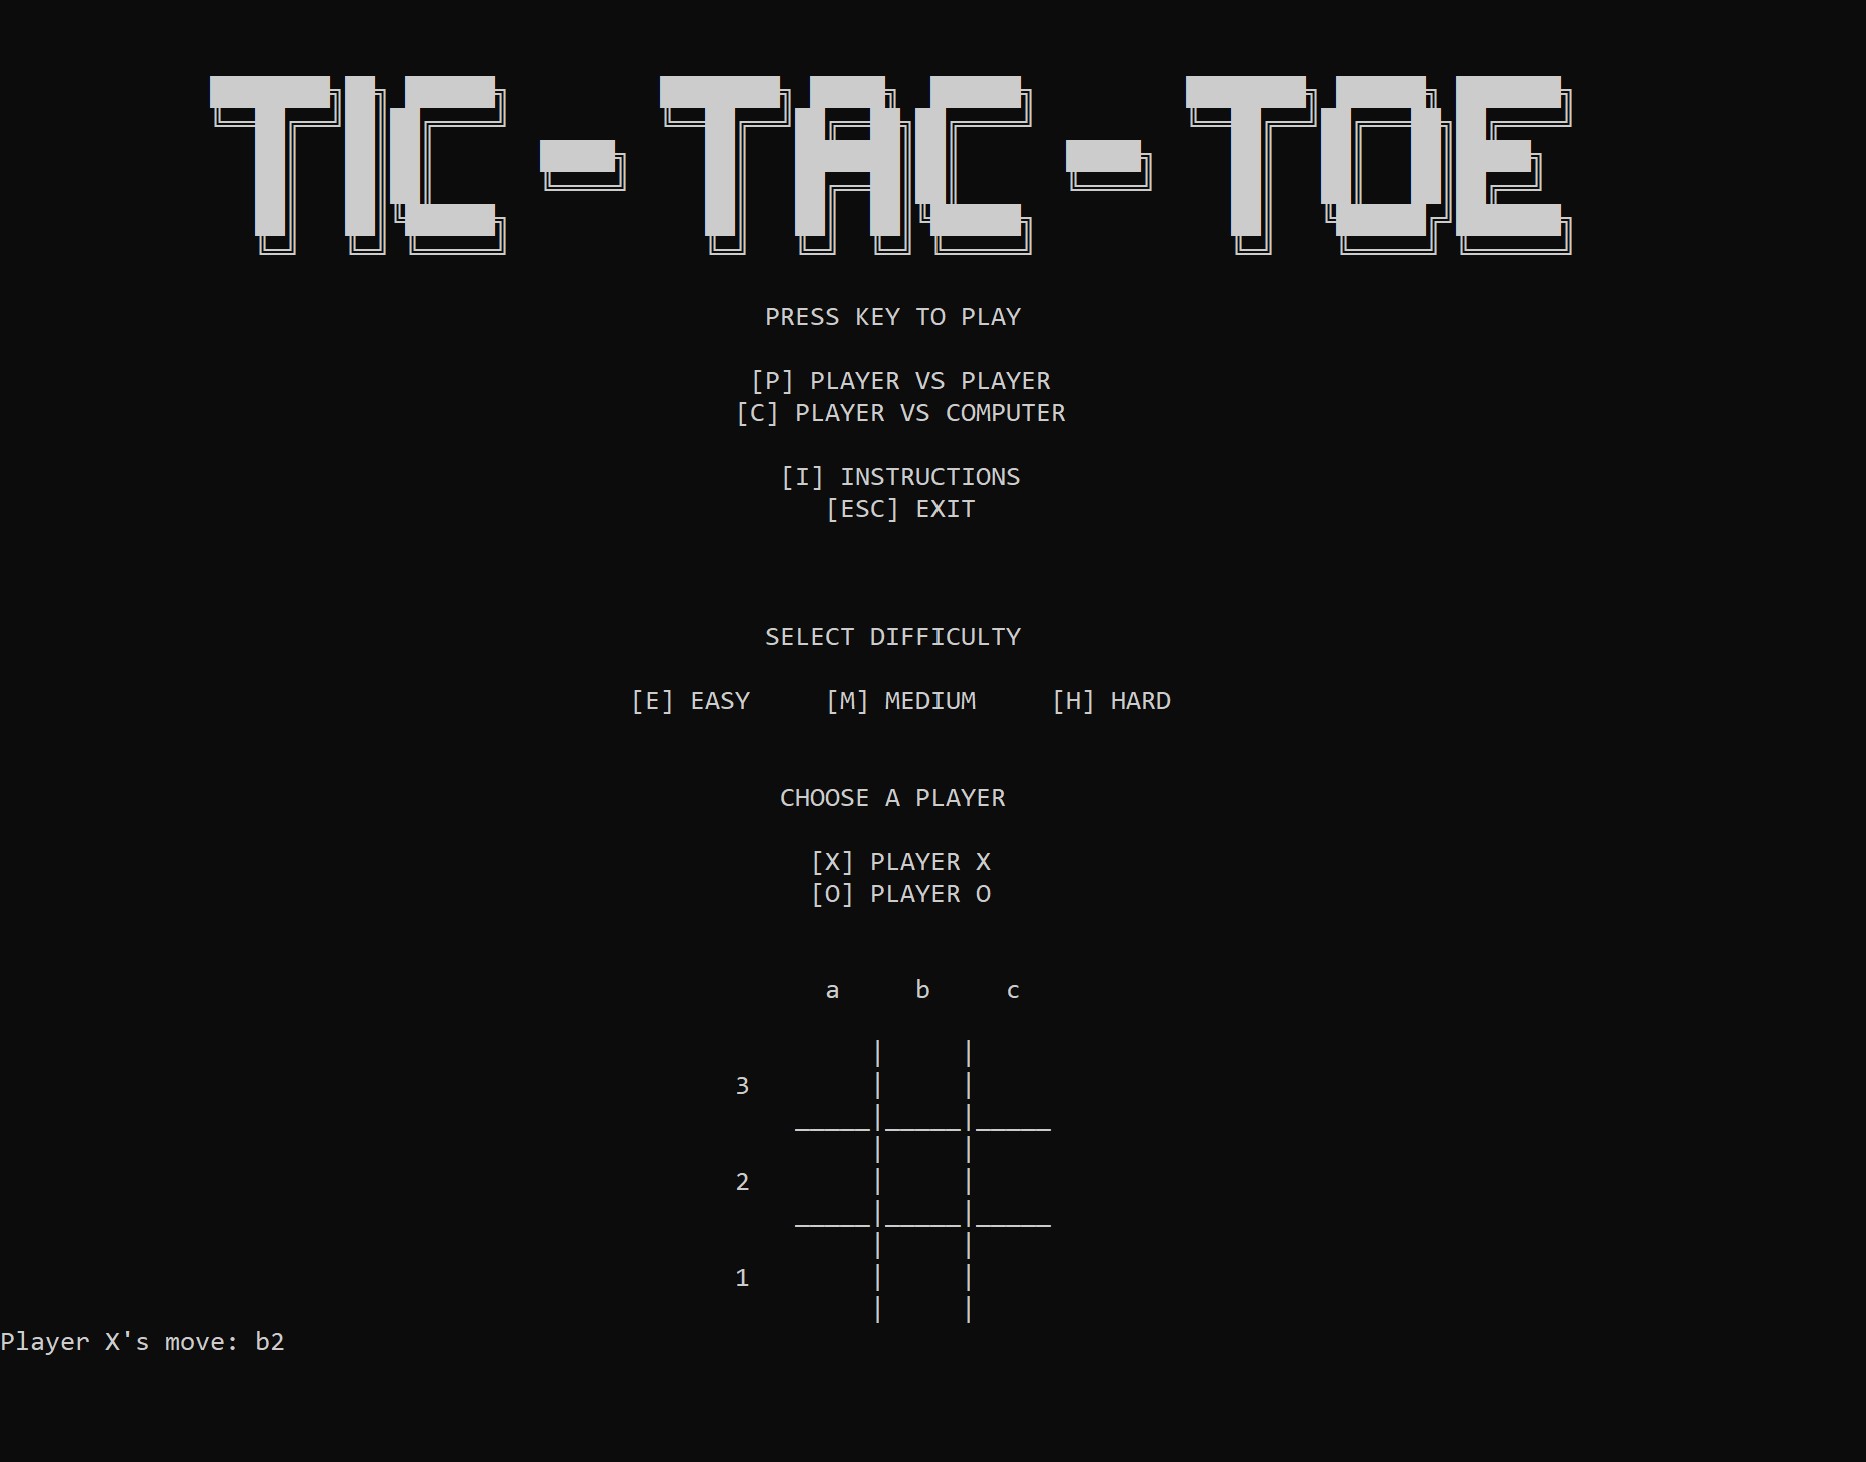 TIC - TAC - TOE
PRESS KEY TO PLAY
[P] PLAYER VS PLAYER
[C] PLAYER VS COMPUTER
[I] INSTRUCTIONS
[ESC] EXIT
SELECT DIFFICULTY
[E] EASY [M] MEDIUM [H] HARD
CHOOSE A PLAYER
[X] PLAYER X
[O] PLAYER O
a b c
3
2
1
Player X's move: b2